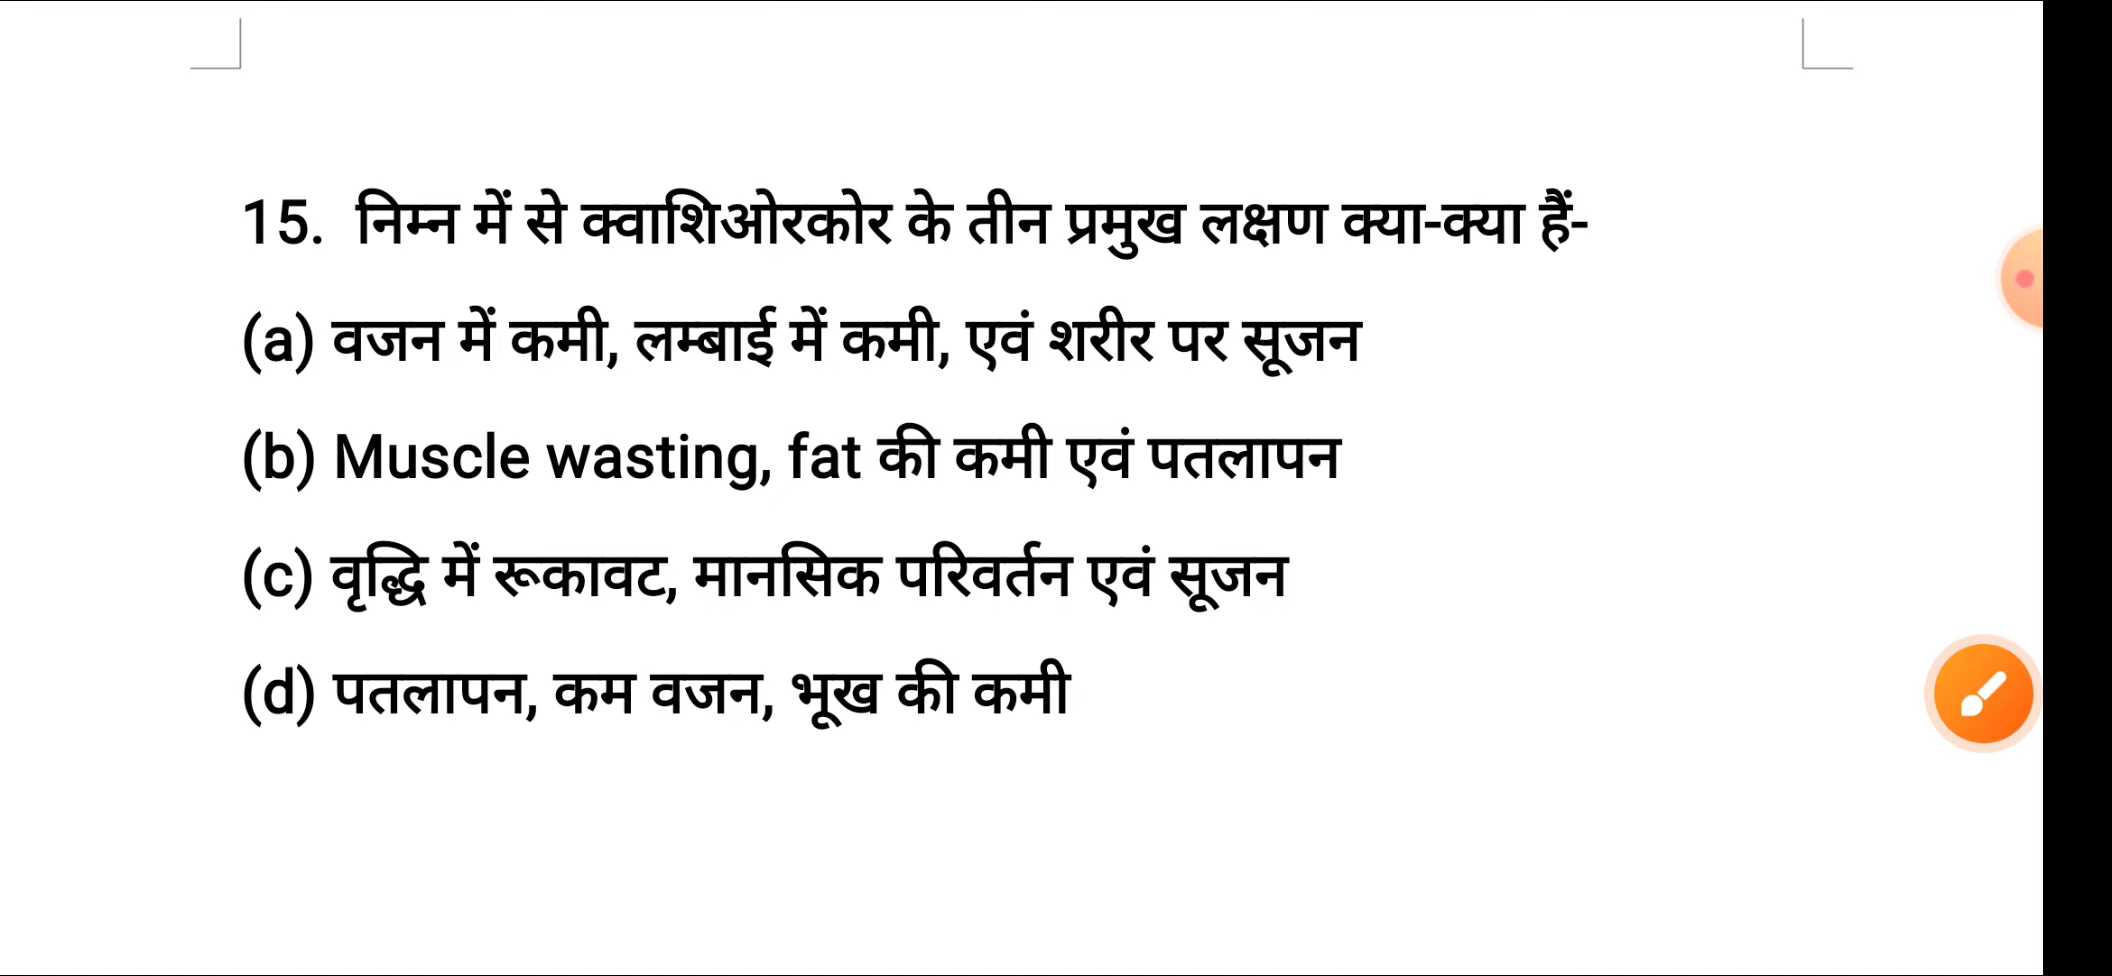 15. निम्न में से क्वाशिओरकोर के तीन प्रमुख लक्षण क्या-क्या हैं-
(a) वजन में कमी, लम्बाई में कमी, एवं शरीर पर सूजन
(b) Muscle wasting, fat की कमी एवं पतलापन
(c) वृद्धि में रूकावट, मानसिक परिवर्तन एवं सूजन
(d) पतलापन, कम वजन, भूख की कमी